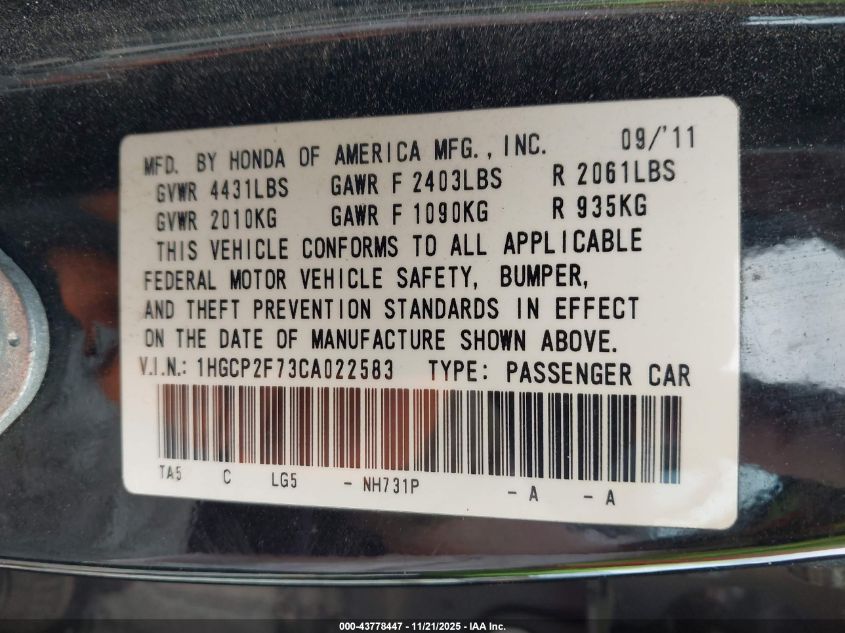 MFD. BY HONDA OF AMERICA MFG., INC. 09/'11
GVWR 4431LBS GAWR F 2403LBS R 2061LBS
GVWR 2010KG GAWR F 1090KG R 935KG
THIS VEHICLE CONFORMS TO ALL APPLICABLE
FEDERAL MOTOR VEHICLE SAFETY, BUMPER,
AND THEFT PREVENTION STANDARDS IN EFFECT
ON THE DATE OF MANUFACTURE SHOWN ABOVE.
V.I.N.: 1HGCP2F73CA022583 TYPE: PASSENGER CAR
TA5 C LG5 - NH731P - A - A
000-43778447 - 11/21/2025 - IAA Inc.